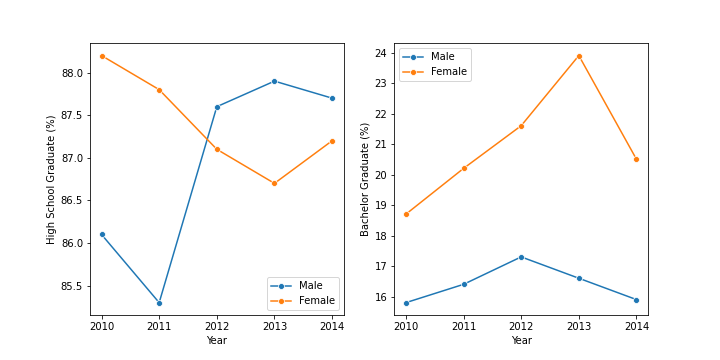 High School Graduate (%)
88.0
87.5
87.0
86.5
86.0
85.5
Male
Female
2010 2011 2012 2013 2014
Year
Bachelor Graduate (%)
24
23
22
21
20
19
18
17
16
Male
Female
2010 2011 2012 2013 2014
Year